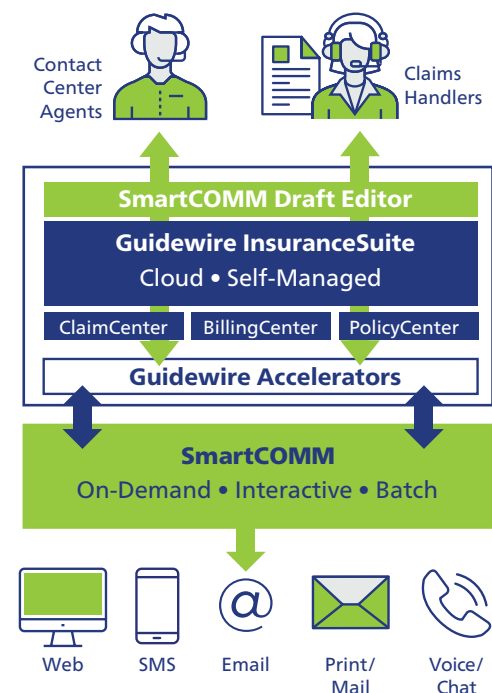 Contact
Center
Agents
Claims
Handlers
SmartCOMM Draft Editor
Guidewire InsuranceSuite
Cloud • Self-Managed
ClaimCenter
BillingCenter
PolicyCenter
Guidewire Accelerators
SmartCOMM
On-Demand • Interactive • Batch
@
Web
SMS
Email
Print/
Mail
Voice/
Chat